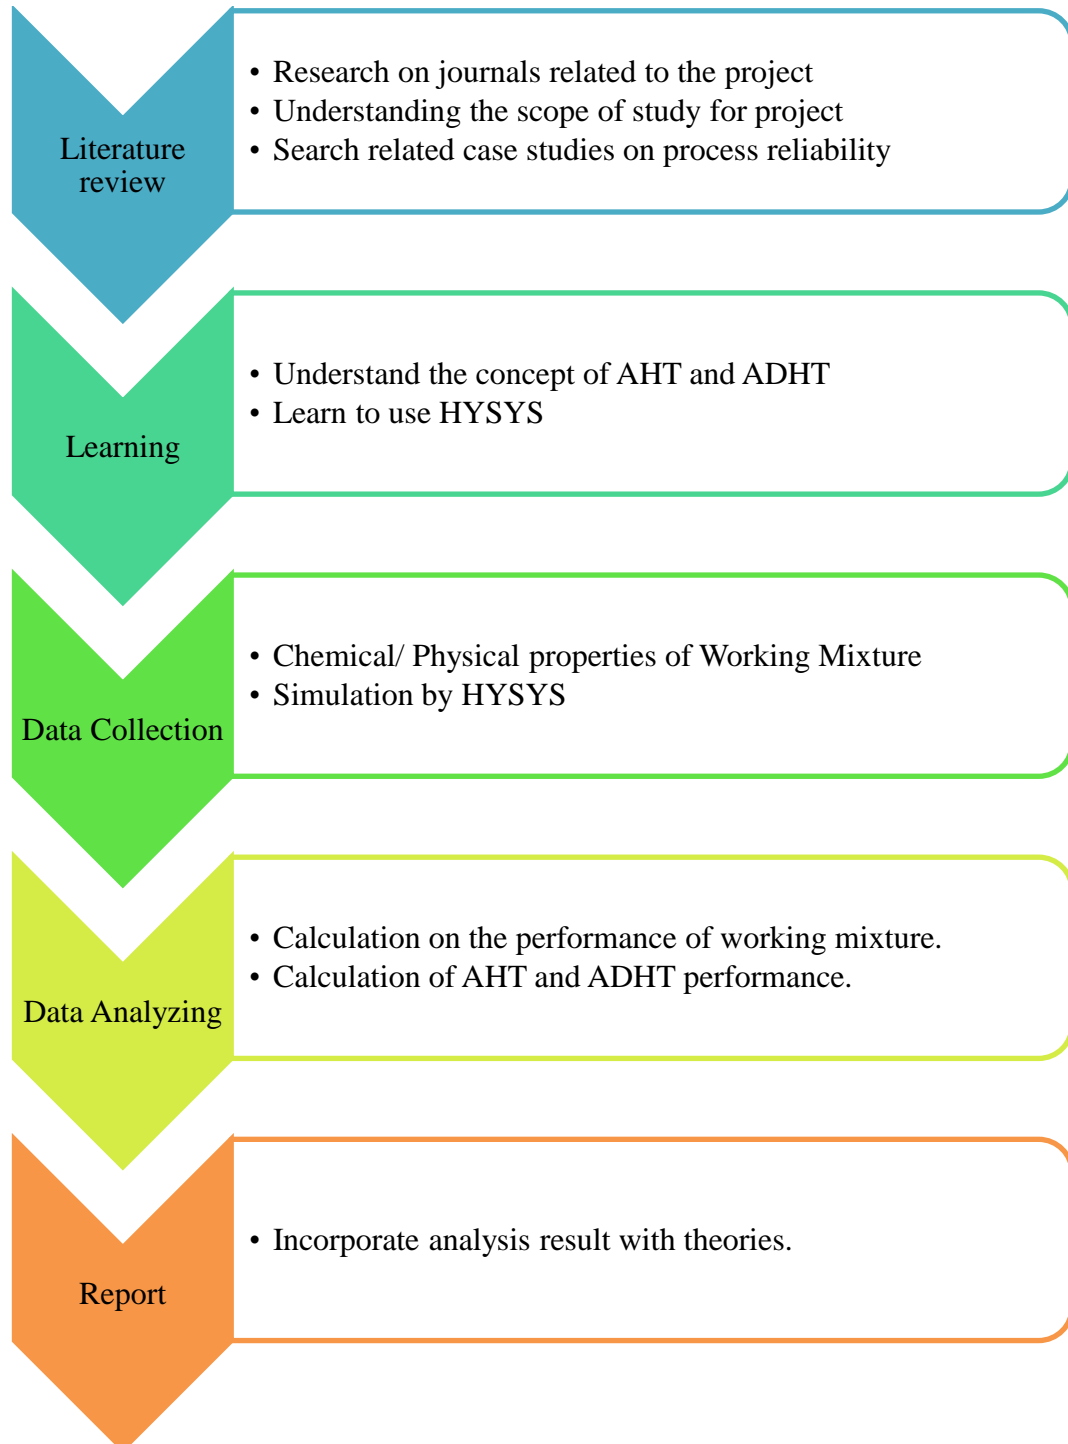 Literature
review
• Research on journals related to the project
• Understanding the scope of study for project
• Search related case studies on process reliability
Learning
• Understand the concept of AHT and ADHT
• Learn to use HYSYS
Data Collection
• Chemical/ Physical properties of Working Mixture
• Simulation by HYSYS
Data Analyzing
• Calculation on the performance of working mixture.
• Calculation of AHT and ADHT performance.
Report
• Incorporate analysis result with theories.